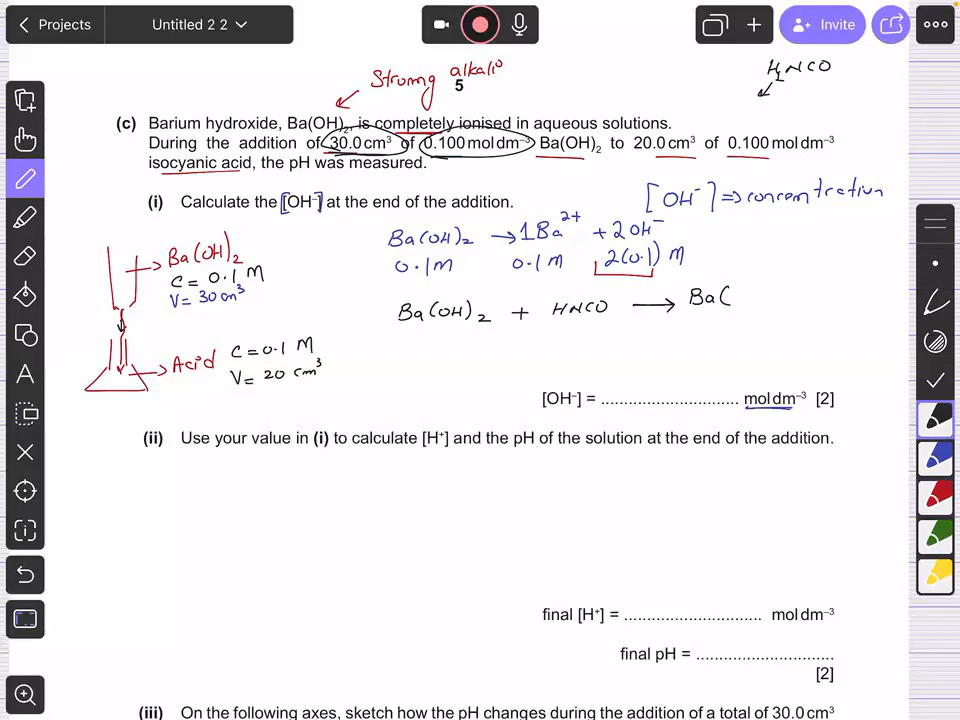 Projects
Untitled 2 2
Invite
Strong alkali
5
HNCO
(c) Barium hydroxide, Ba(OH)₂, is completely ionised in aqueous solutions.
During the addition of 30.0 cm³ of 0.100 mol dm⁻³ Ba(OH)₂ to 20.0 cm³ of 0.100 mol dm⁻³
isocyanic acid, the pH was measured.
(i) Calculate the [OH⁻] at the end of the addition.
[OH⁻] ⇒ concentration
Ba(OH)₂ → 1Ba²⁺ + 2OH⁻
0.1M 0.1M 2(0.1) M
Ba(OH)₂
C = 0.1 M
V = 30 cm³
Ba(OH)₂ + HNCO → Ba(
Acid
C = 0.1 M
V = 20 cm³
[OH⁻] = .............................. mol dm⁻³ [2]
(ii) Use your value in (i) to calculate [H⁺] and the pH of the solution at the end of the addition.
final [H⁺] = .............................. mol dm⁻³
final pH = ..............................
[2]
(iii) On the following axes, sketch how the pH changes during the addition of a total of 30.0 cm³